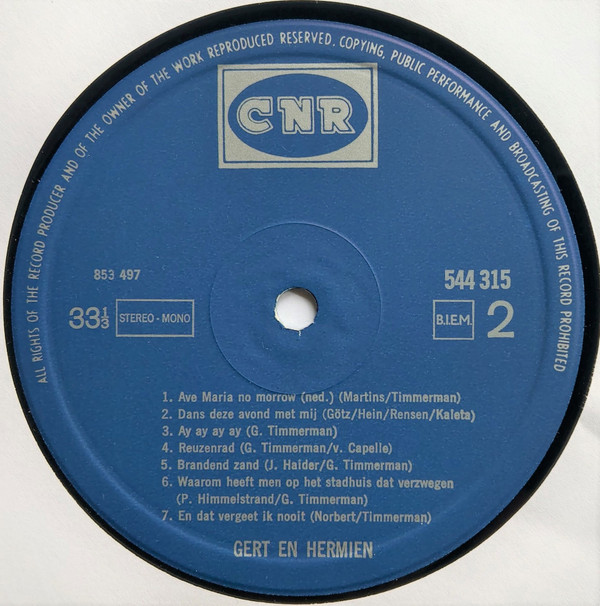 ALL RIGHTS OF THE RECORD PRODUCER AND OF THE OWNER OF THE WORK REPRODUCED RESERVED. COPYING, PUBLIC PERFORMANCE AND BROADCASTING OF THIS RECORD PROHIBITED
CNR
853 497
544 315
33⅓ STEREO - MONO
B.I.E.M. 2
1. Ave Maria no morrow (ned.) (Martins/Timmerman)
2. Dans deze avond met mij (Götz/Hein/Rensen/Kaleta)
3. Ay ay ay ay (G. Timmerman)
4. Reuzenrad (G. Timmerman/v. Capelle)
5. Brandend zand (J. Haider/G. Timmerman)
6. Waarom heeft men op het stadhuis dat verzwegen
(P. Himmelstrand/G. Timmerman)
7. En dat vergeet ik nooit (Norbert/Timmerman)
GERT EN HERMIEN